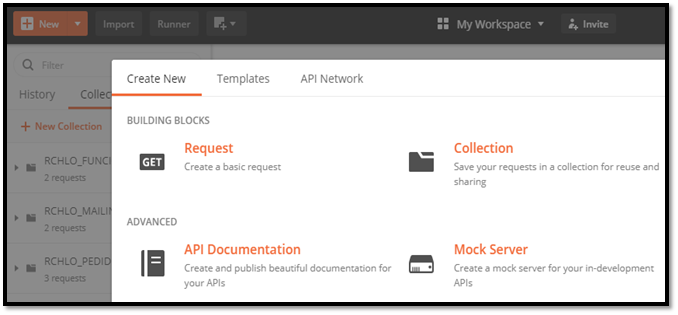 New Import Runner My Workspace Invite
Filter
Create New Templates API Network
History Collec
BUILDING BLOCKS
+ New Collection
Request
Create a basic request
GET
Collection
Save your requests in a collection for reuse and
sharing
RCHLO_FUNCI
2 requests
RCHLO_MAILIN
2 requests
ADVANCED
RCHLO_PEDID
3 requests
API Documentation
Create and publish beautiful documentation for
your APIs
Mock Server
Create a mock server for your in-development
APIs